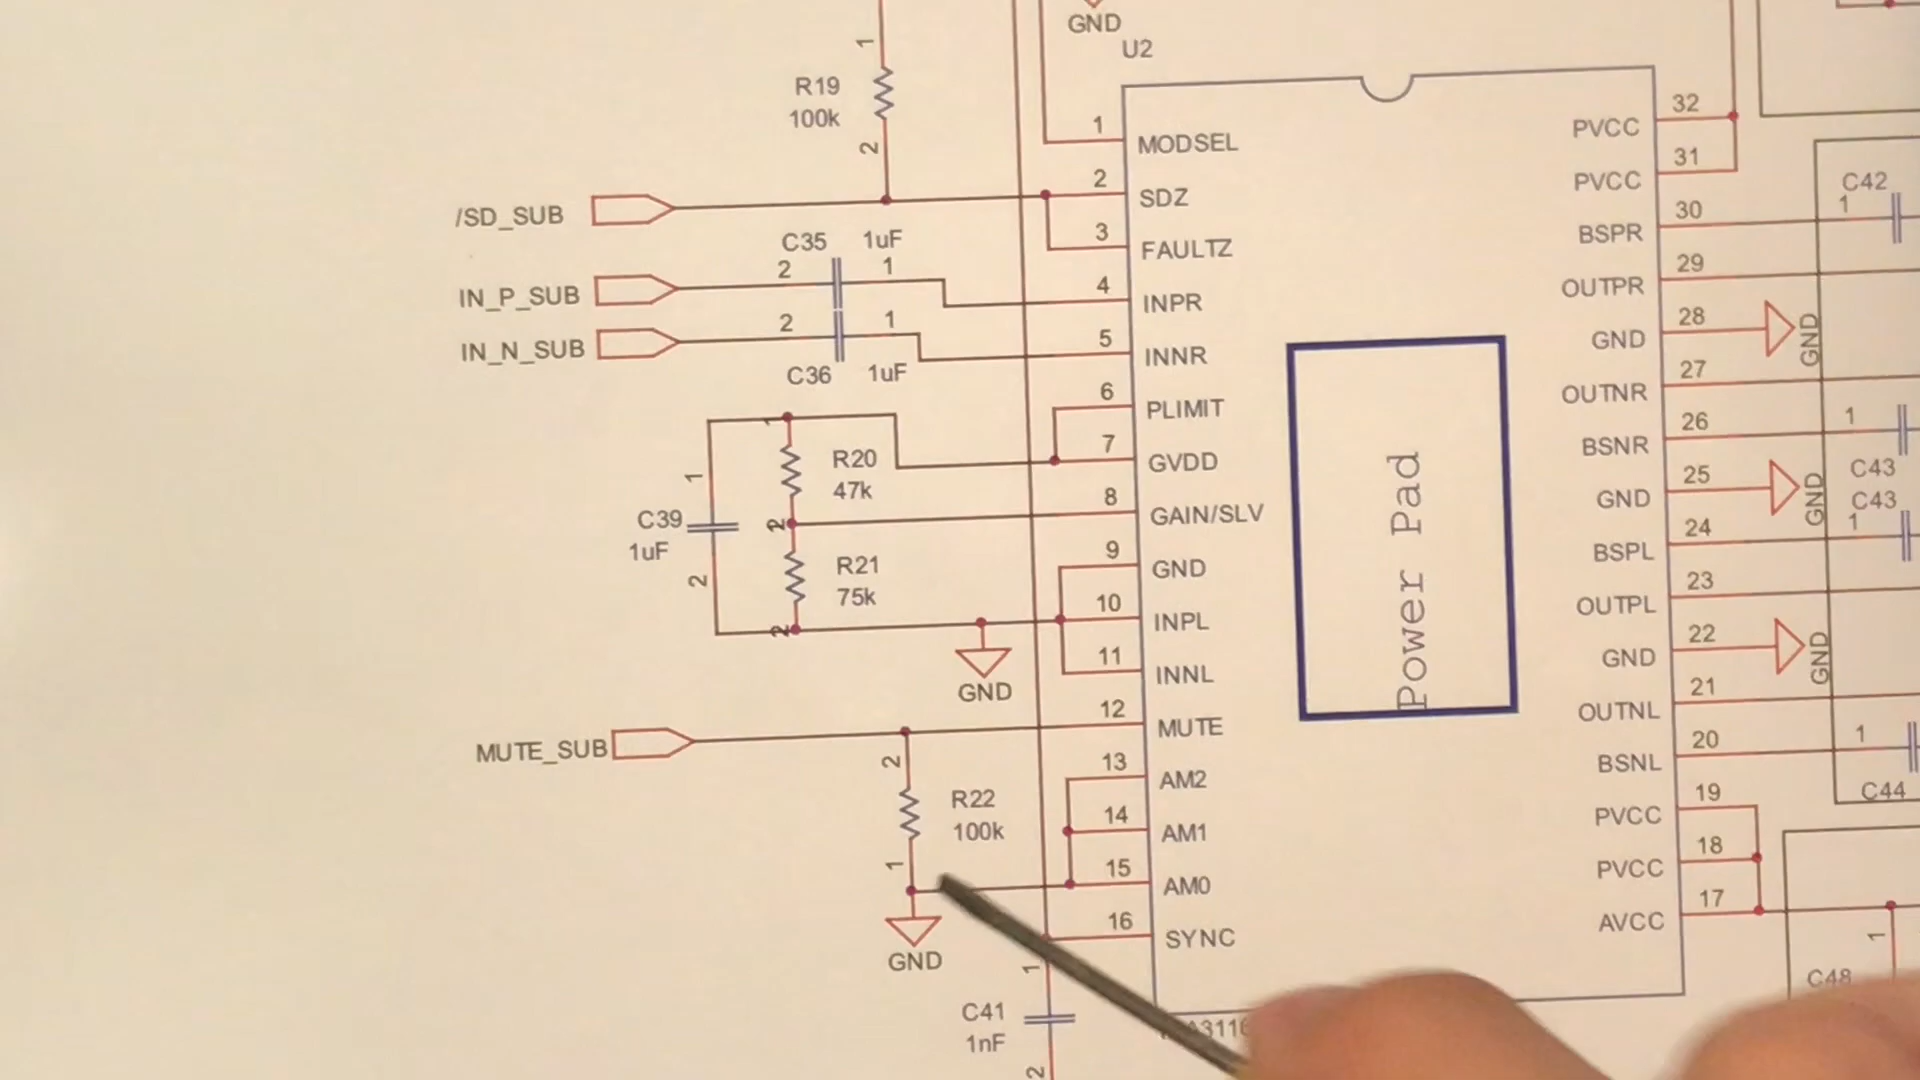 GND
U2
1
R19
100k
2
/SD_SUB
C35
1uF
2
1
IN_P_SUB
2
1
IN_N_SUB
C36
1uF
1
R20
47k
1
2
C39
1uF
R21
75k
2
2
GND
MUTE_SUB
2
R22
100k
1
GND
1
C41
1nF
2
1 MODSEL
2 SDZ
3 FAULTZ
4 INPR
5 INNR
6 PLIMIT
7 GVDD
8 GAIN/SLV
9 GND
10 INPL
11 INNL
12 MUTE
13 AM2
14 AM1
15 AM0
16 SYNC
Power Pad
PVCC 32
PVCC 31
BSPR 30
OUTPR 29
GND 28
OUTNR 27
BSNR 26
GND 25
BSPL 24
OUTPL 23
GND 22
OUTNL 21
BSNL 20
PVCC 19
PVCC 18
AVCC 17
C42
1
GND
1
C43
GND
C43
1
GND
1
C44
1
C48